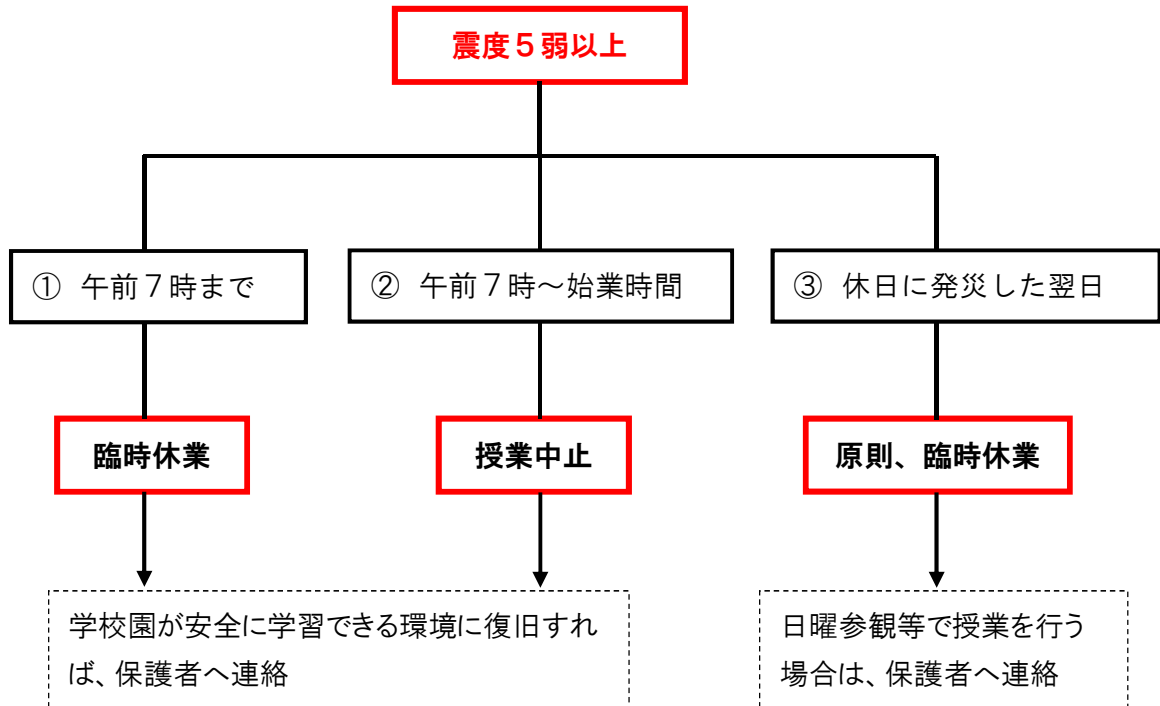 震度５弱以上
① 午前７時まで
② 午前７時～始業時間
③ 休日に発災した翌日
臨時休業
授業中止
原則、臨時休業
学校園が安全に学習できる環境に復旧すれ
ば、保護者へ連絡
日曜参観等で授業を行う
場合は、保護者へ連絡